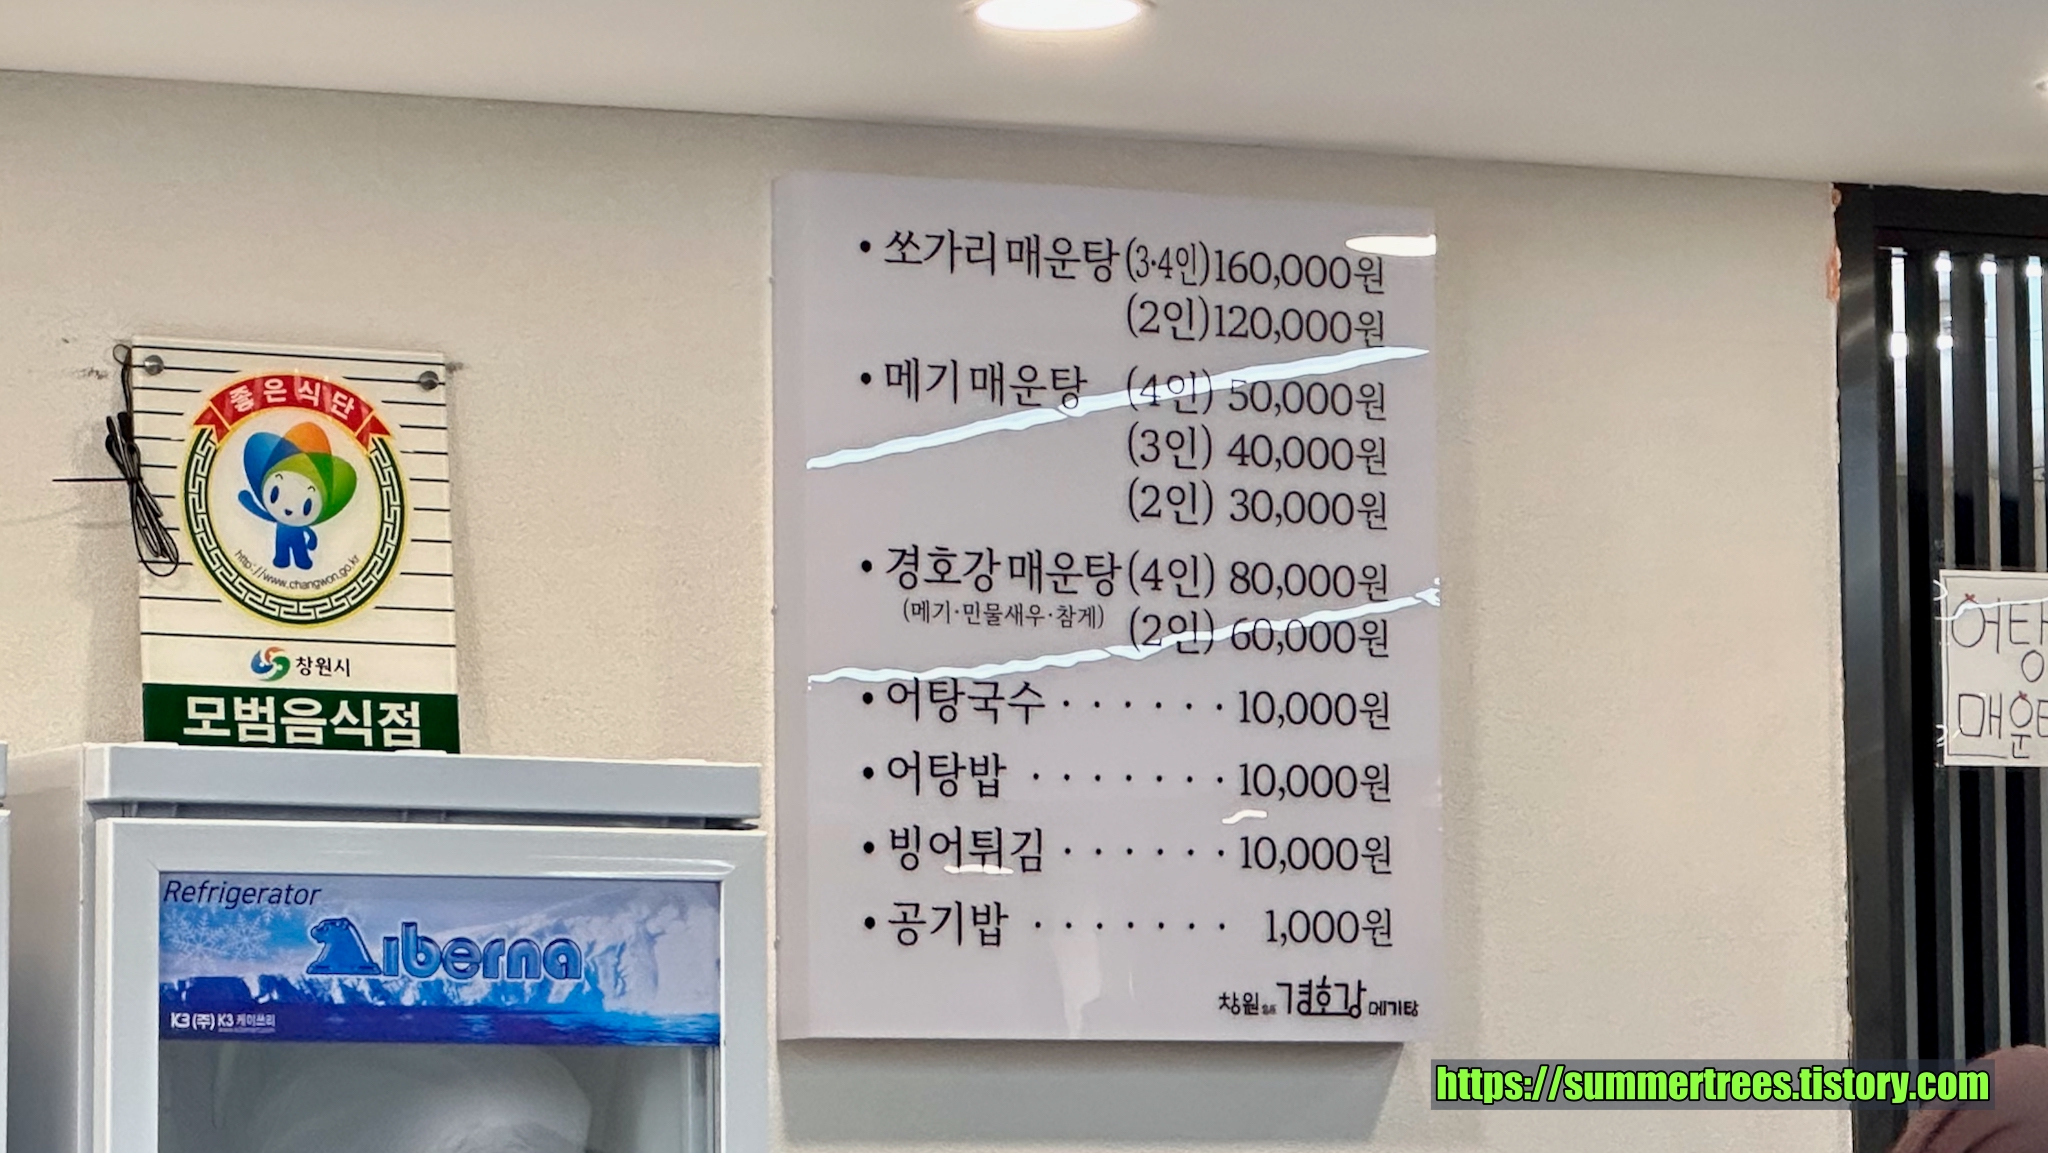 • 쏘가리매운탕(3·4인)160,000원
(2인)120,000원
• 메기매운탕 (4인) 50,000원
(3인) 40,000원
(2인) 30,000원
• 경호강매운탕(4인) 80,000원
(메기·민물새우·참게) (2인) 60,000원
• 어탕국수 · · · · · · · 10,000원
• 어탕밥 · · · · · · · 10,000원
• 빙어튀김 · · · · · · · 10,000원
• 공기밥 · · · · · · · 1,000원
창원 경호강 메기탕
좋은식단
http://www.changwon.go.kr
창원시
모범음식점
Refrigerator
Aiberna
K3 (주) K3 케이쓰리
어탕
매운
https://summertrees.tistory.com